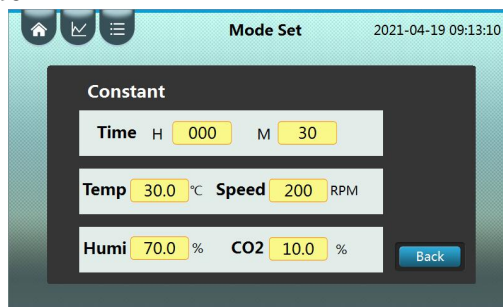 Mode Set 2021-04-19 09:13:10
Constant
Time H 000 M 30
Temp 30.0 ℃ Speed 200 RPM
Humi 70.0 % CO2 10.0 %
Back